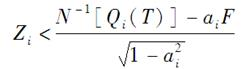 Z_i < \frac{N^{-1}[Q_i(T)] - a_i F}{\sqrt{1 - a_i^2}}